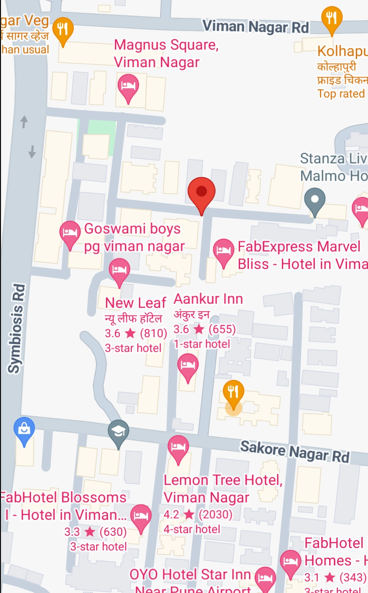 gar Veg
सागर व्हेज
han usual
Viman Nagar Rd
Kolhapu
कोल्हापुरी
फ्राइड चिकन
Top rated
Magnus Square,
Viman Nagar
Stanza Liv
Malmo Ho
Goswami boys
pg viman nagar
FabExpress Marvel
Bliss - Hotel in Vima
New Leaf
न्यू लीफ हॉटेल
3.6 ★ (810)
3-star hotel
Aankur Inn
अंकुर इन
3.6 ★ (655)
1-star hotel
Symbiosis Rd
Sakore Nagar Rd
Lemon Tree Hotel,
Viman Nagar
4.2 ★ (2030)
4-star hotel
FabHotel Blossoms
I - Hotel in Viman...
3.3 ★ (630)
3-star hotel
FabHotel
Homes - H
3.1 ★ (343)
3-star hotel
OYO Hotel Star Inn
Near Pune Airport